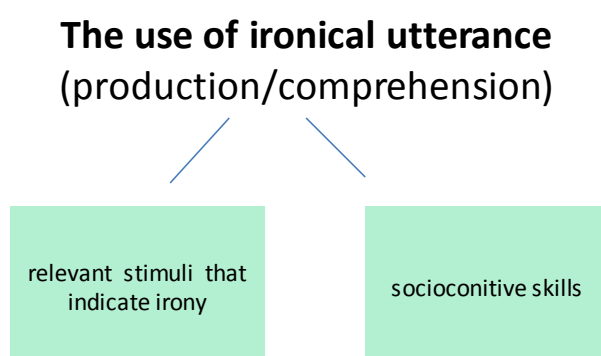 The use of ironical utterance
(production/comprehension)
relevant stimuli that
indicate irony
socioconitive skills